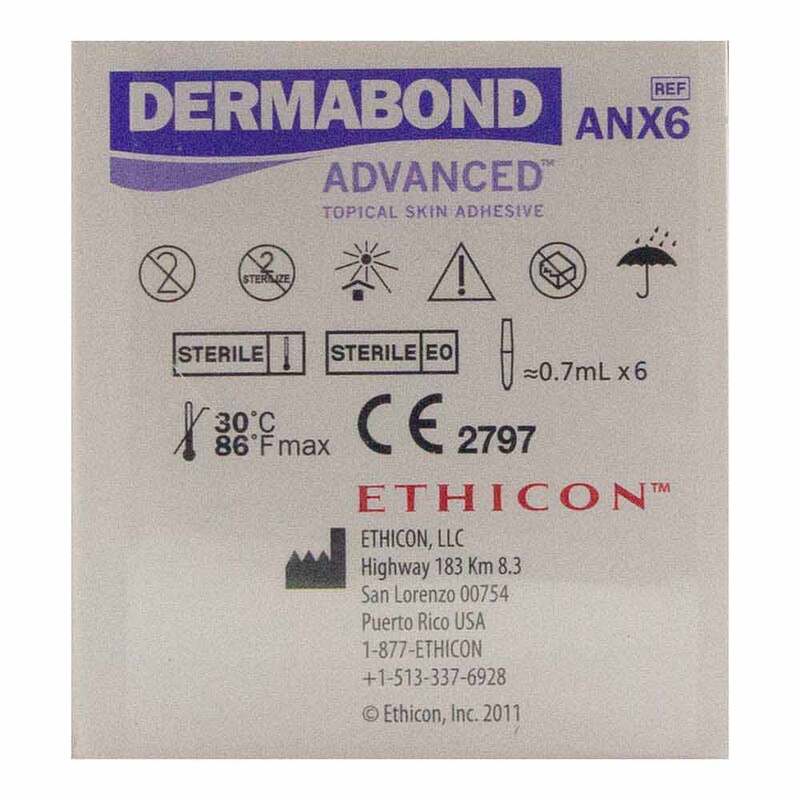 DERMABOND
REF
ANX6
ADVANCED™
TOPICAL SKIN ADHESIVE
2
2
STERILIZE
STERILE
STERILE EO
≈0.7mL x 6
30°C
86°F max
CE 2797
ETHICON™
ETHICON, LLC
Highway 183 Km 8.3
San Lorenzo 00754
Puerto Rico USA
1-877-ETHICON
+1-513-337-6928
© Ethicon, Inc. 2011